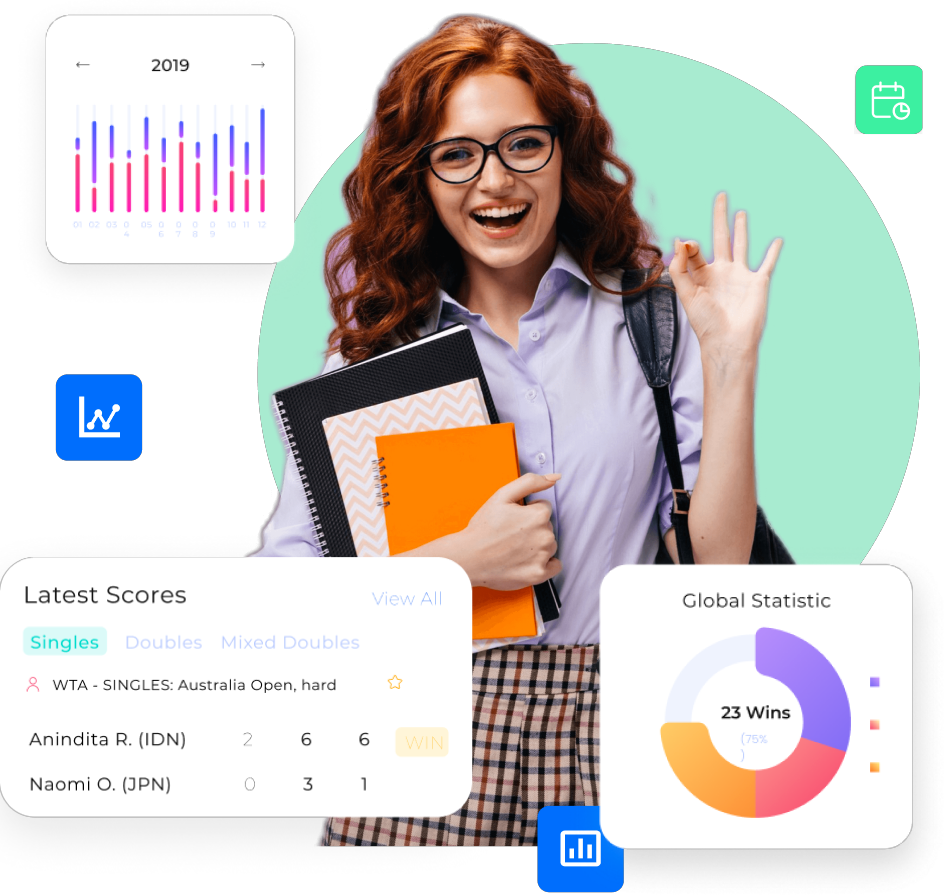 ← 2019 →
01 02 03 04 05 06 07 08 09 10 11 12
Latest Scores View All
Singles Doubles Mixed Doubles
WTA - SINGLES: Australia Open, hard
Anindita R. (IDN) 2 6 6 WIN
Naomi O. (JPN) 0 3 1
Global Statistic
23 Wins
(75%
)